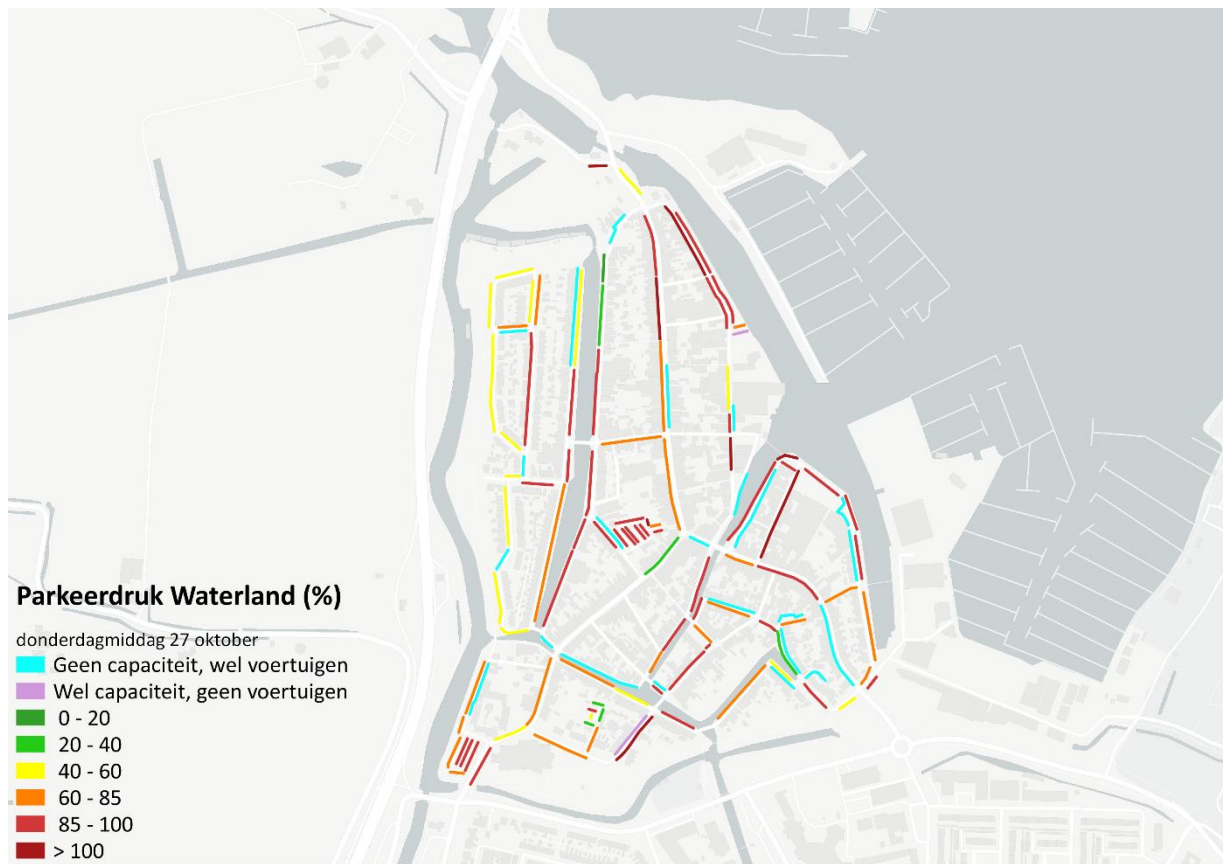 Parkeerdruk Waterland (%)
donderdagmiddag 27 oktober
Geen capaciteit, wel voertuigen
Wel capaciteit, geen voertuigen
0 - 20
20 - 40
40 - 60
60 - 85
85 - 100
> 100